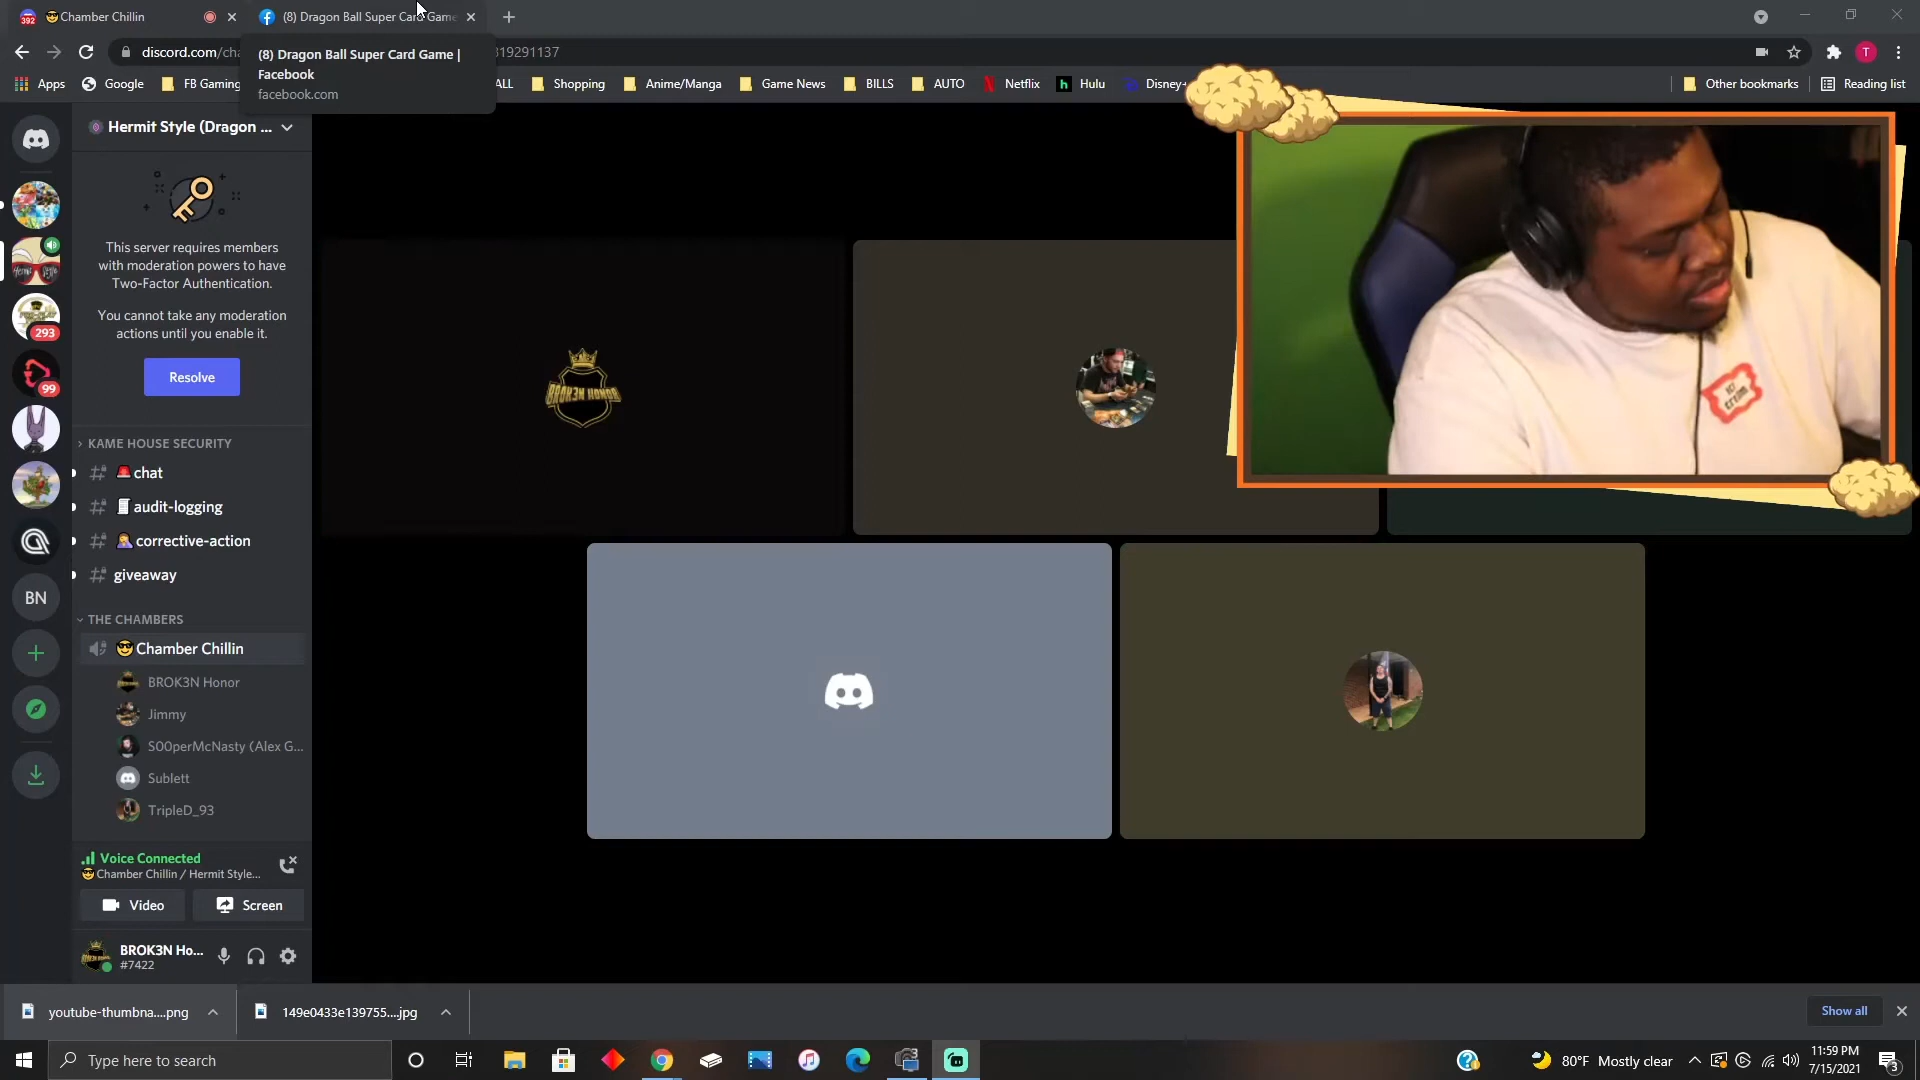 392
😎Chamber Chillin
(8) Dragon Ball Super Card Game
discord.com/cha
319291137
(8) Dragon Ball Super Card Game |
Facebook
facebook.com
Apps
Google
FB Gaming
ALL
Shopping
Anime/Manga
Game News
BILLS
AUTO
Netflix
Hulu
Disney+
Other bookmarks
Reading list
T
Hermit Style (Dragon ...
This server requires members
with moderation powers to have
Two-Factor Authentication.
You cannot take any moderation
actions until you enable it.
Resolve
293
99
BN
KAME HOUSE SECURITY
🚨chat
audit-logging
corrective-action
giveaway
THE CHAMBERS
😎Chamber Chillin
BROK3N Honor
Jimmy
S00perMcNasty (Alex G...
Sublett
TripleD_93
BROK3N HONOR
Voice Connected
😎Chamber Chillin / Hermit Style...
Video
Screen
BROK3N Ho...
#7422
youtube-thumbna....png
149e0433e139755....jpg
Show all
Type here to search
80°F Mostly clear
11:59 PM
7/15/2021
3